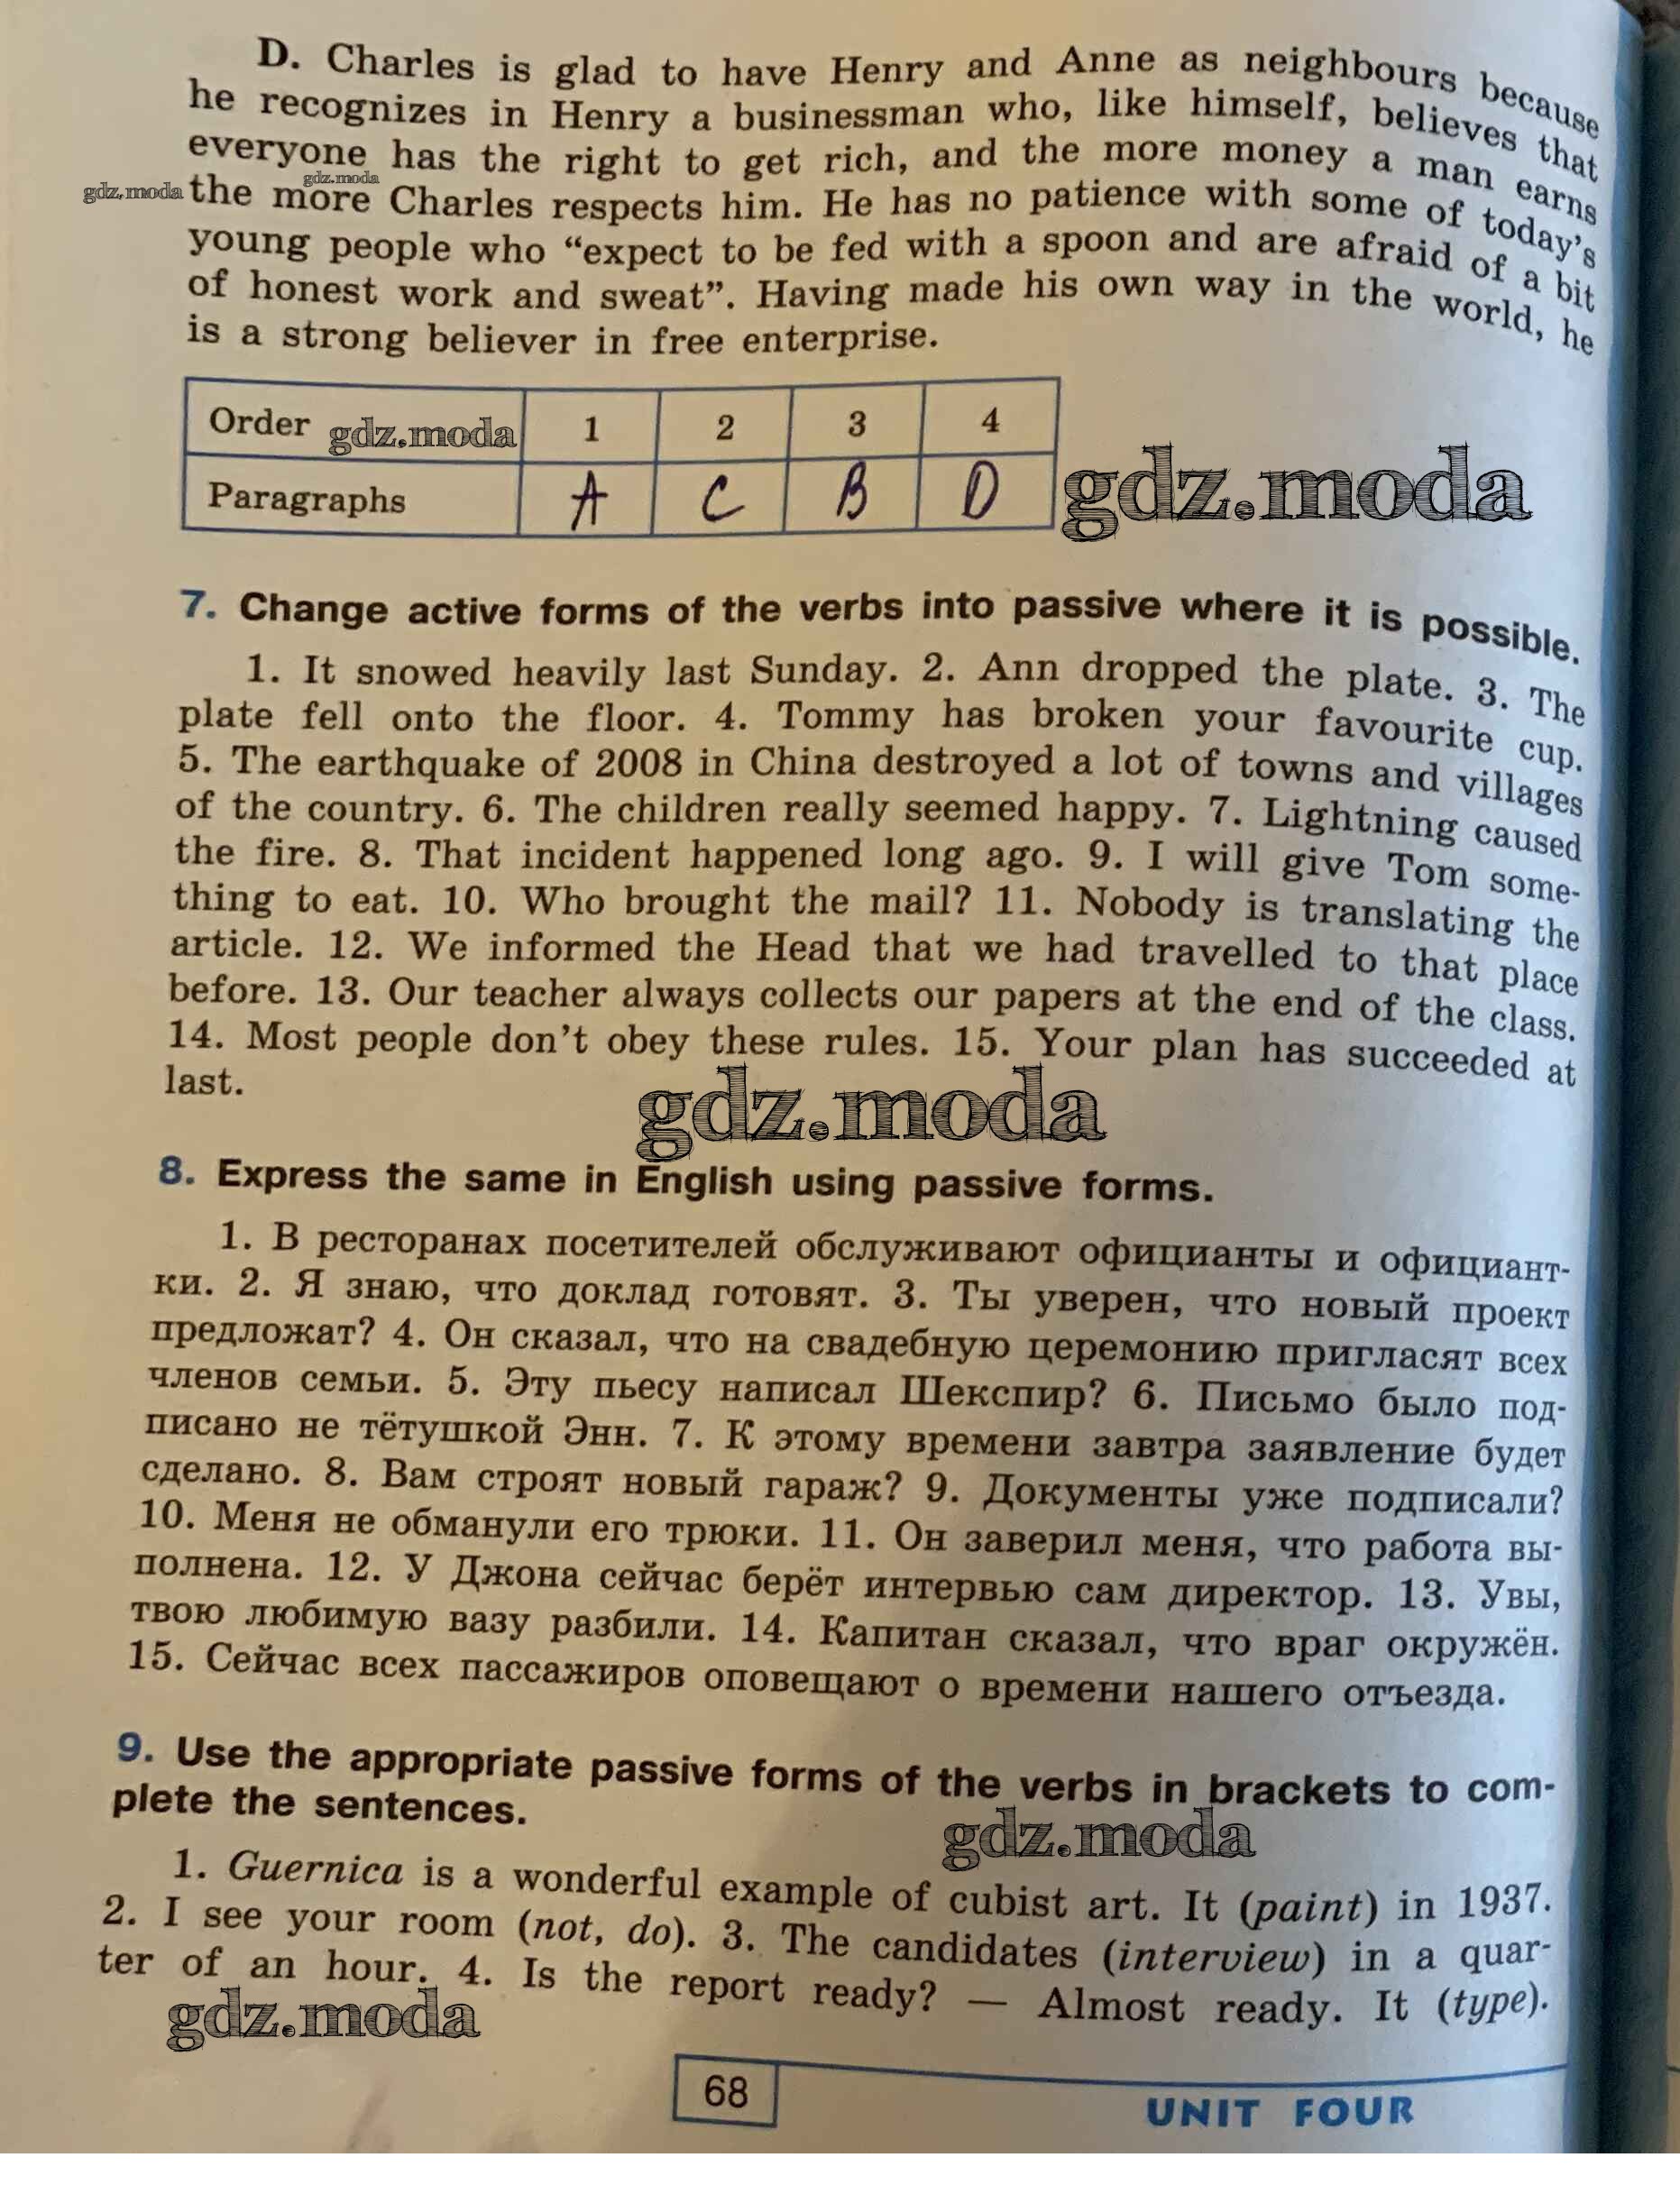 D. Charles is glad to have Henry and Anne as neighbours because
he recognizes in Henry a businessman who, like himself, believes that
everyone has the right to get rich, and the more money a man earns
gdz.moda
gdz.moda
the more Charles respects him. He has no patience with some of today's
young people who “expect to be fed with a spoon and are afraid of a bit
of honest work and sweat”. Having made his own way in the world, he
is a strong believer in free enterprise.
Order gdz.moda 1 2 3 4
Paragraphs A C B D
gdz.moda
7. Change active forms of the verbs into passive where it is possible.
1. It snowed heavily last Sunday. 2. Ann dropped the plate. 3. The
plate fell onto the floor. 4. Tommy has broken your favourite cup.
5. The earthquake of 2008 in China destroyed a lot of towns and villages
of the country. 6. The children really seemed happy. 7. Lightning caused
the fire. 8. That incident happened long ago. 9. I will give Tom some-
thing to eat. 10. Who brought the mail? 11. Nobody is translating the
article. 12. We informed the Head that we had travelled to that place
before. 13. Our teacher always collects our papers at the end of the class.
14. Most people don't obey these rules. 15. Your plan has succeeded at
last.
gdz.moda
8. Express the same in English using passive forms.
1. В ресторанах посетителей обслуживают официанты и официант-
ки. 2. Я знаю, что доклад готовят. 3. Ты уверен, что новый проект
предложат? 4. Он сказал, что на свадебную церемонию пригласят всех
членов семьи. 5. Эту пьесу написал Шекспир? 6. Письмо было под-
писано не тётушкой Энн. 7. К этому времени завтра заявление будет
сделано. 8. Вам строят новый гараж? 9. Документы уже подписали?
10. Меня не обманули его трюки. 11. Он заверил меня, что работа вы-
полнена. 12. У Джона сейчас берёт интервью сам директор. 13. Увы,
твою любимую вазу разбили. 14. Капитан сказал, что враг окружён.
15. Сейчас всех пассажиров оповещают о времени нашего отъезда.
9. Use the appropriate passive forms of the verbs in brackets to com-
plete the sentences.
gdz.moda
1. Guernica is a wonderful example of cubist art. It (paint) in 1937.
2. I see your room (not, do). 3. The candidates (interview) in a quar-
ter of an hour. 4. Is the report ready? — Almost ready. It (type).
gdz.moda
68
UNIT FOUR